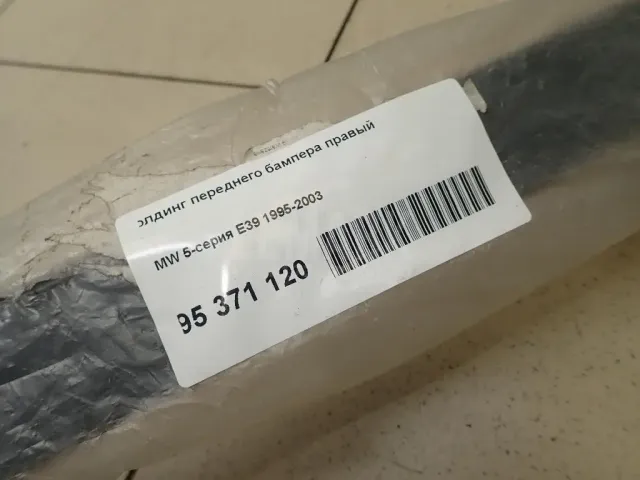 олдинг переднего бампера правый
MW 5-серия E39 1995-2003
95 371 120